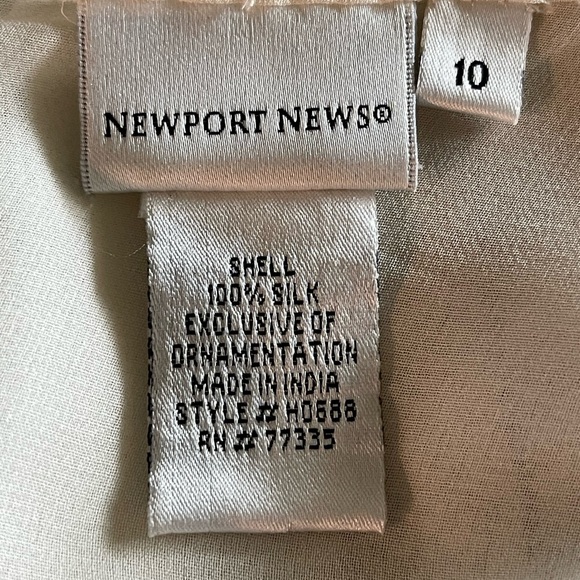 NEWPORT NEWS®
10
SHELL
100% SILK
EXCLUSIVE OF
ORNAMENTATION
MADE IN INDIA
STYLE # H0688
RN # 77335